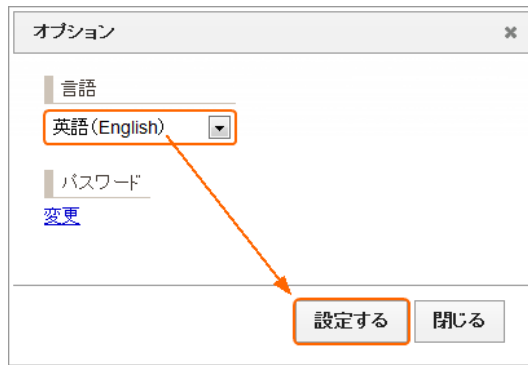 オプション
言語
英語(English)
パスワード
変更
設定する
閉じる